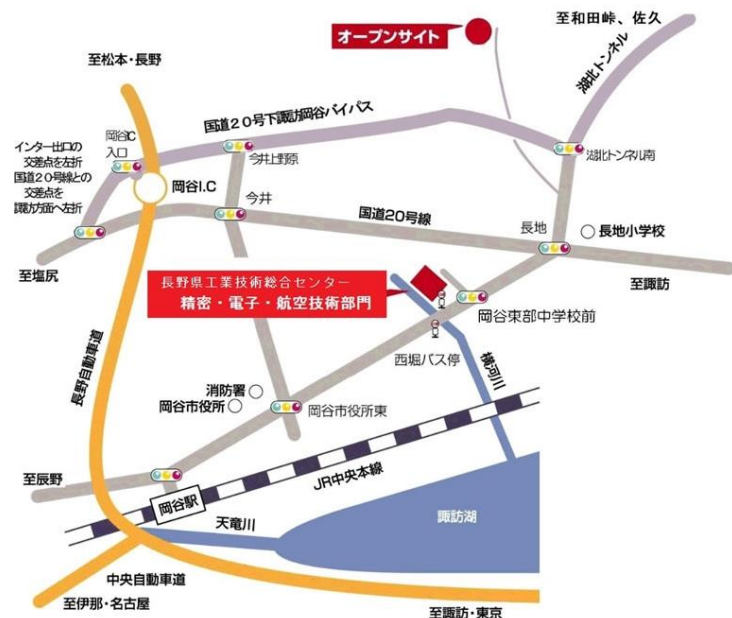 至和田峠、佐久
オープンサイト
湖北トンネル
至松本・長野
国道20号下諏訪岡谷バイパス
岡谷IC
入口
インター出口の
交差点を左折
国道20号線との
交差点を
諏訪方面へ左折
今井上野原
湖北トンネル南
岡谷I.C
今井
国道20号線
長地
長地小学校
至塩尻
至諏訪
長野県工業技術総合センター
精密・電子・航空技術部門
岡谷東部中学校前
長野自動車道
西堀バス停
横河川
消防署
岡谷市役所
岡谷市役所東
至辰野
JR中央本線
岡谷駅
天竜川
諏訪湖
中央自動車道
至伊那・名古屋
至諏訪・東京